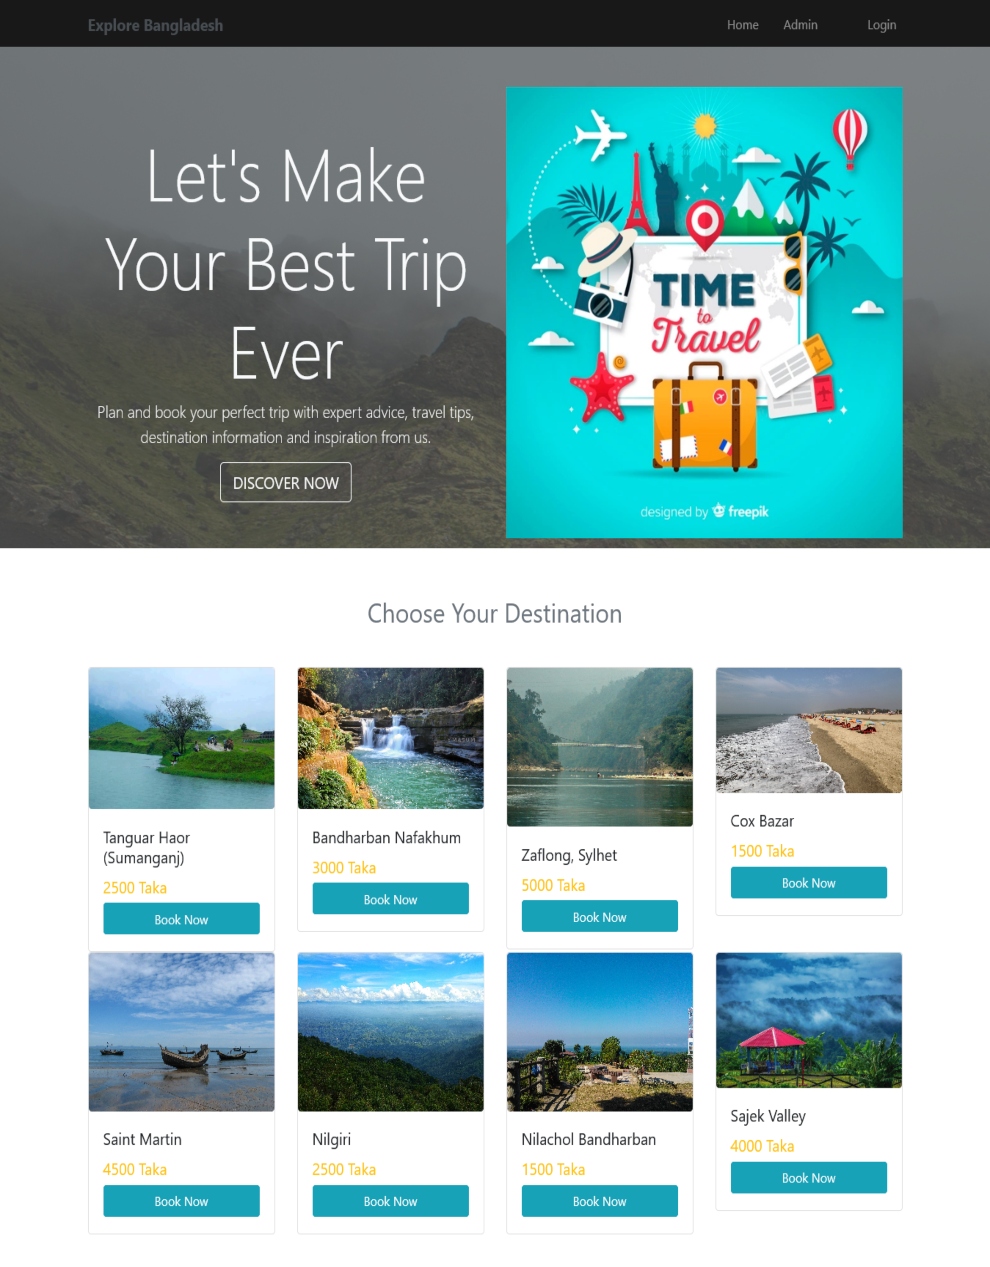 Explore Bangladesh
Home
Admin
Login
Let's Make
Your Best Trip
Ever
Plan and book your perfect trip with expert advice, travel tips,
destination information and inspiration from us.
DISCOVER NOW
TIME
to
Travel
designed by freepik
Choose Your Destination
Tanguar Haor
(Sumanganj)
2500 Taka
Book Now
Bandharban Nafakhum
3000 Taka
Book Now
Zaflong, Sylhet
5000 Taka
Book Now
Cox Bazar
1500 Taka
Book Now
Saint Martin
4500 Taka
Book Now
Nilgiri
2500 Taka
Book Now
Nilachol Bandharban
1500 Taka
Book Now
Sajek Valley
4000 Taka
Book Now